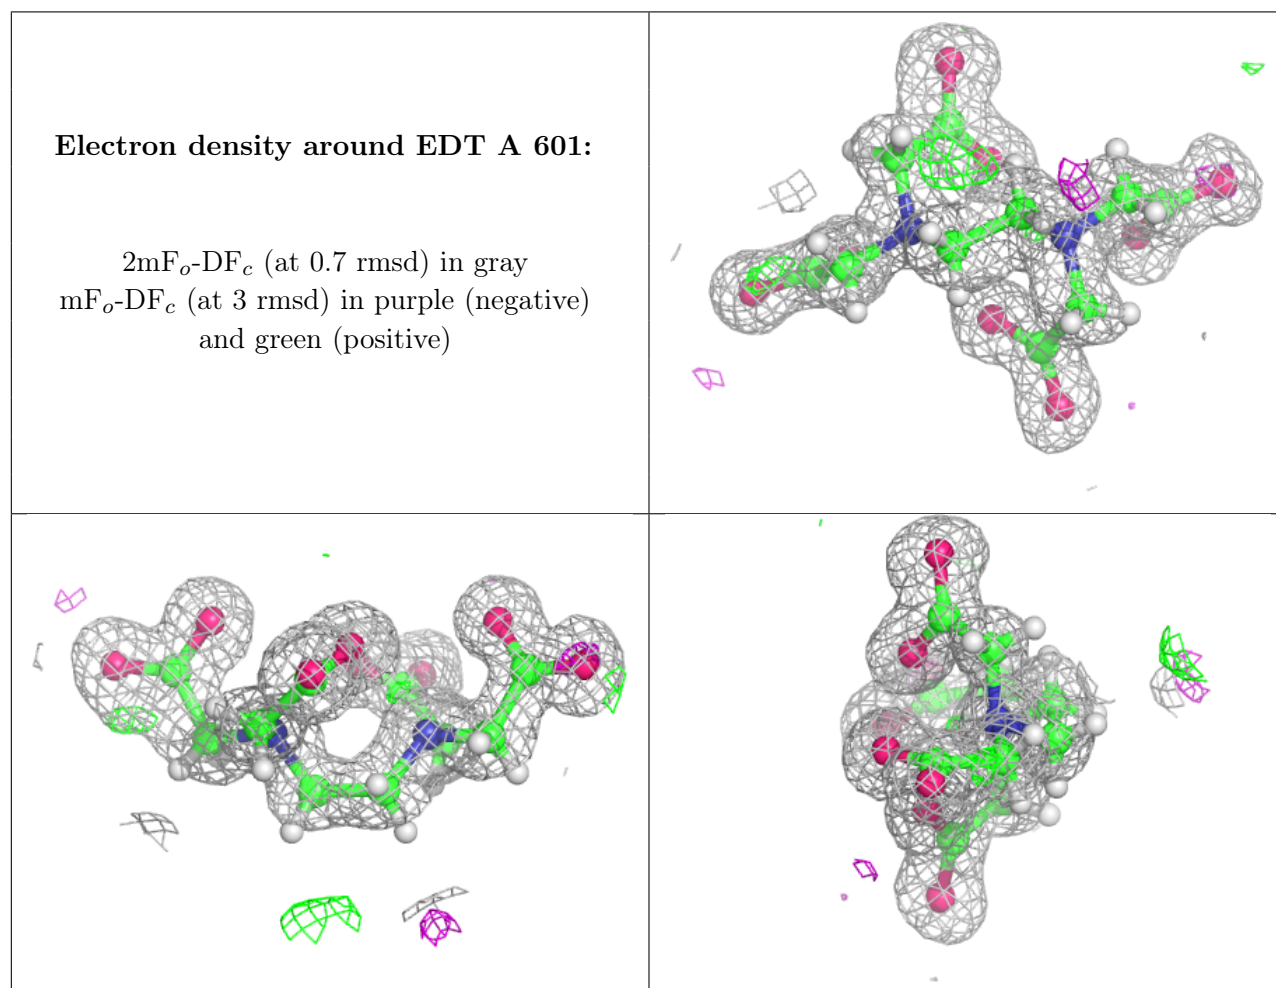 Electron density around EDT A 601:
2mFo-DFc (at 0.7 rmsd) in gray
mFo-DFc (at 3 rmsd) in purple (negative)
and green (positive)